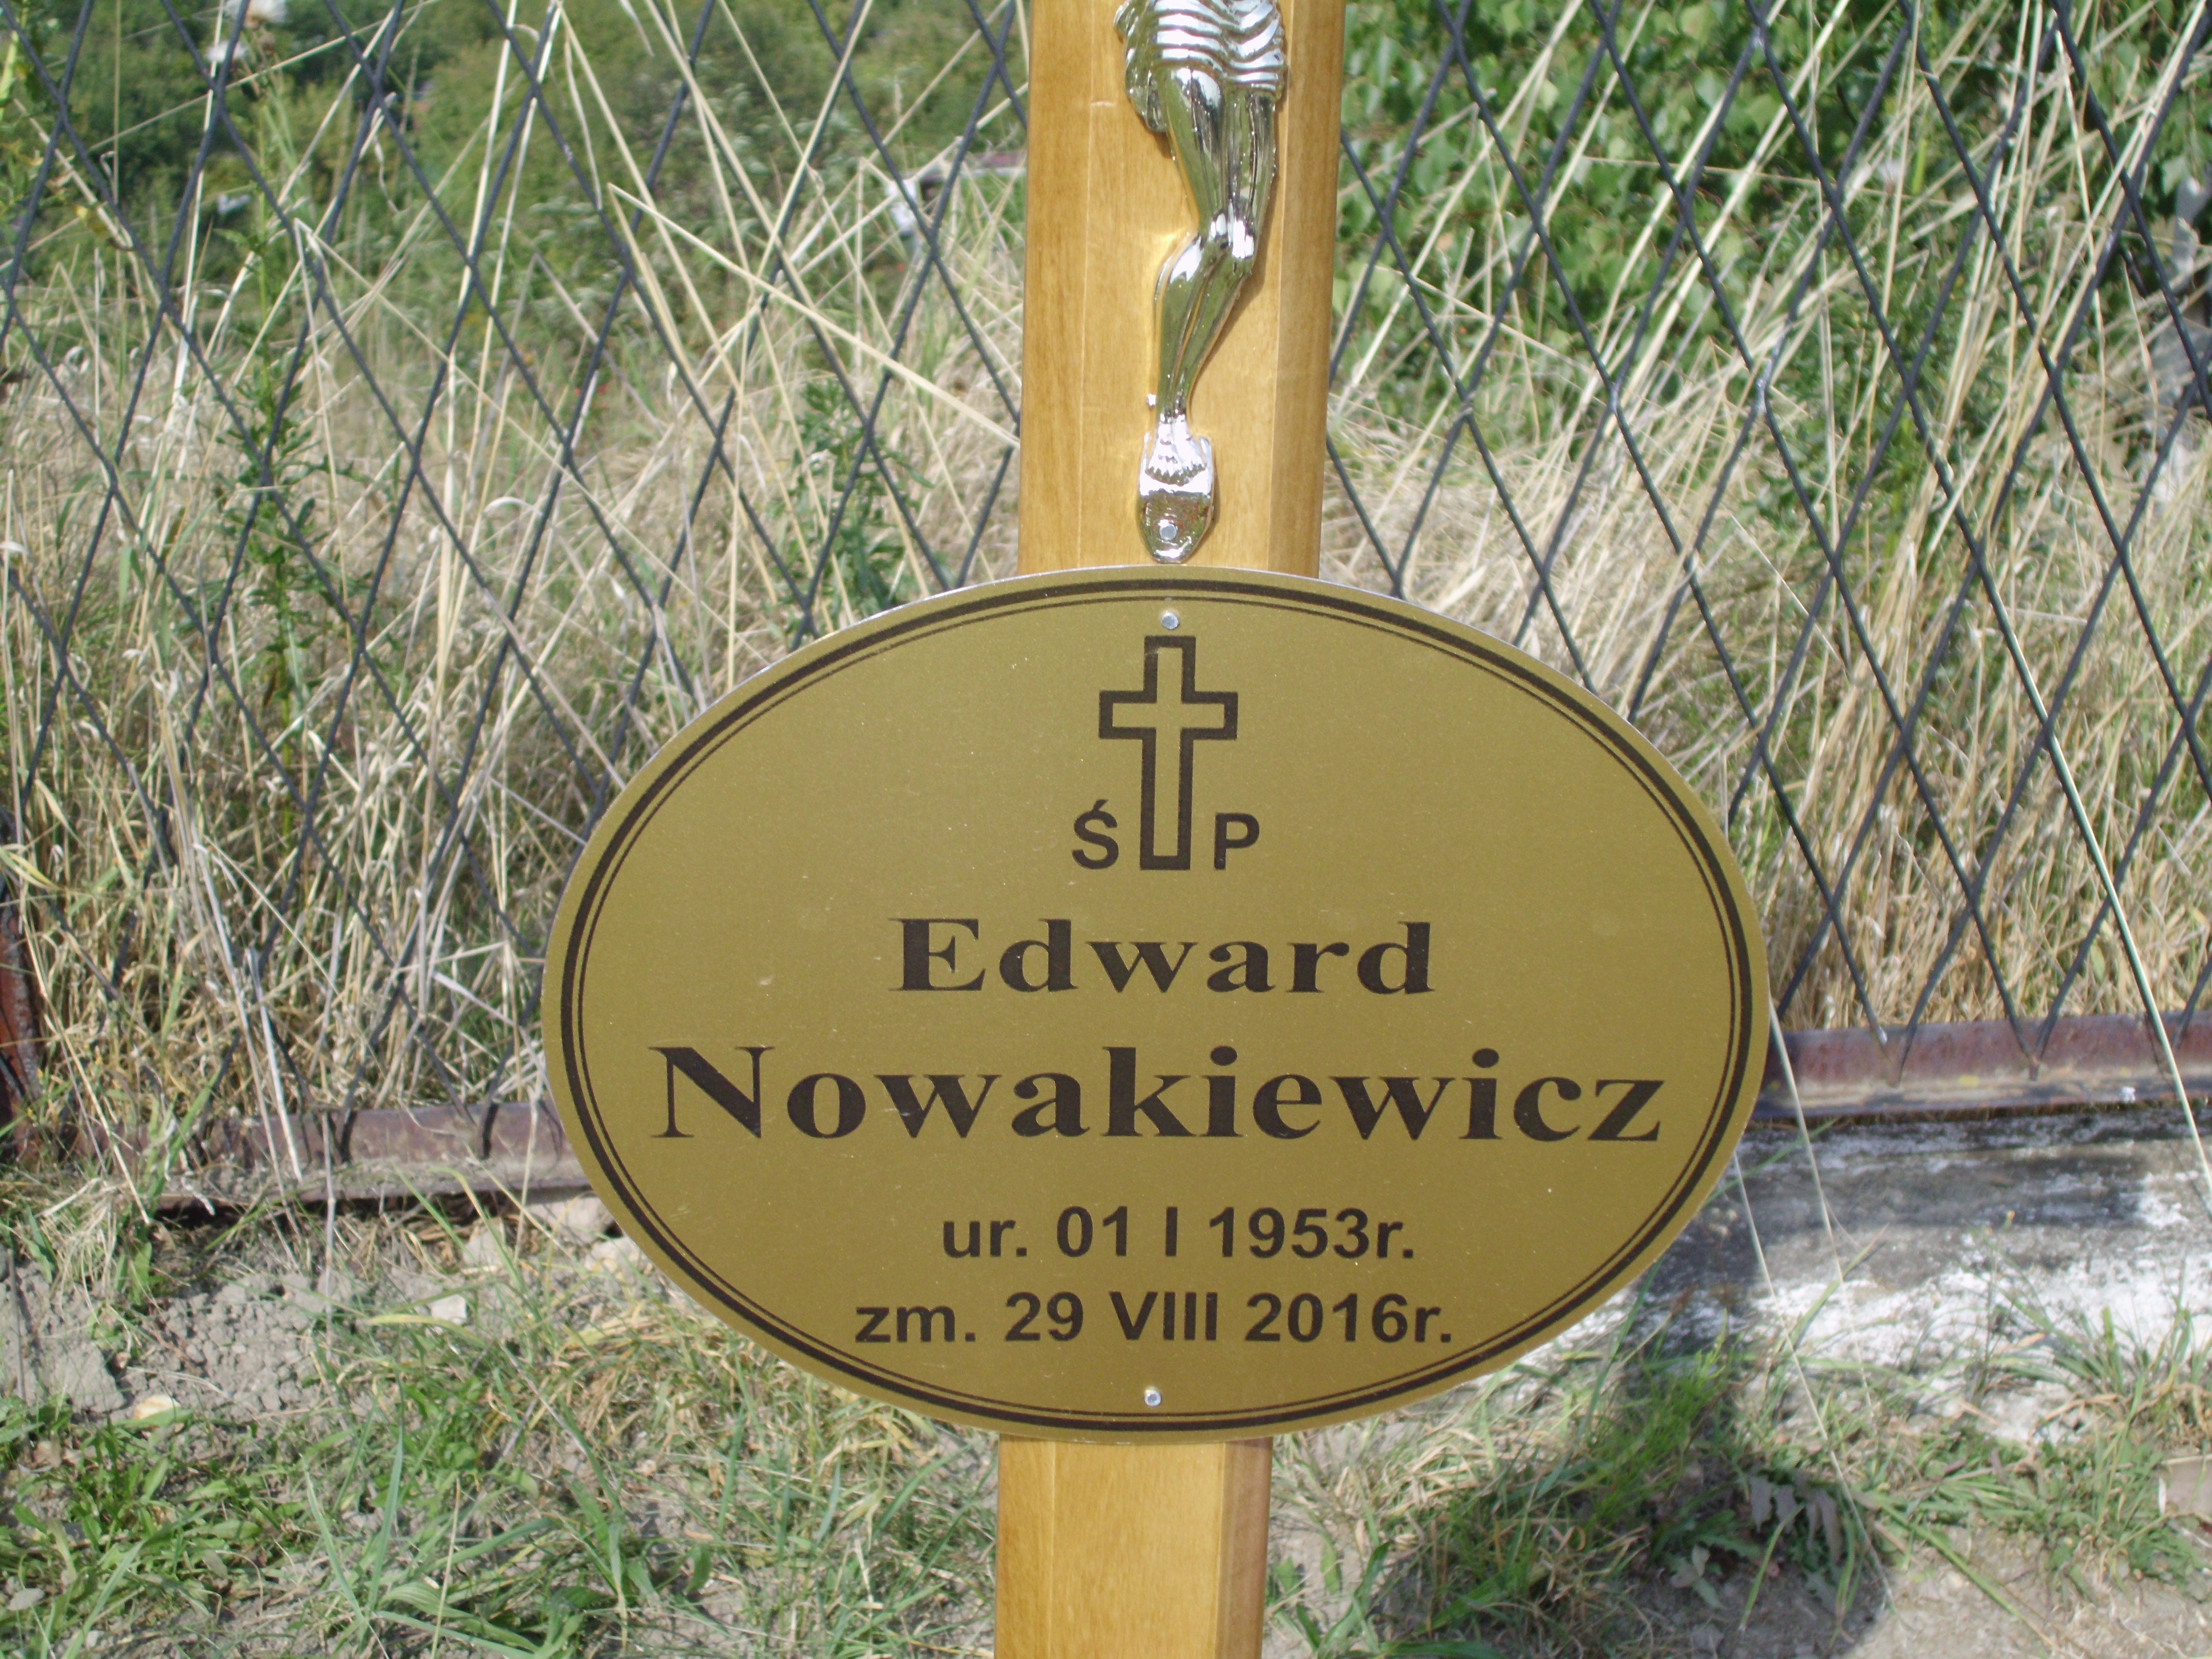 Ś P
Edward
Nowakiewicz
ur. 01 I 1953r.
zm. 29 VIII 2016r.